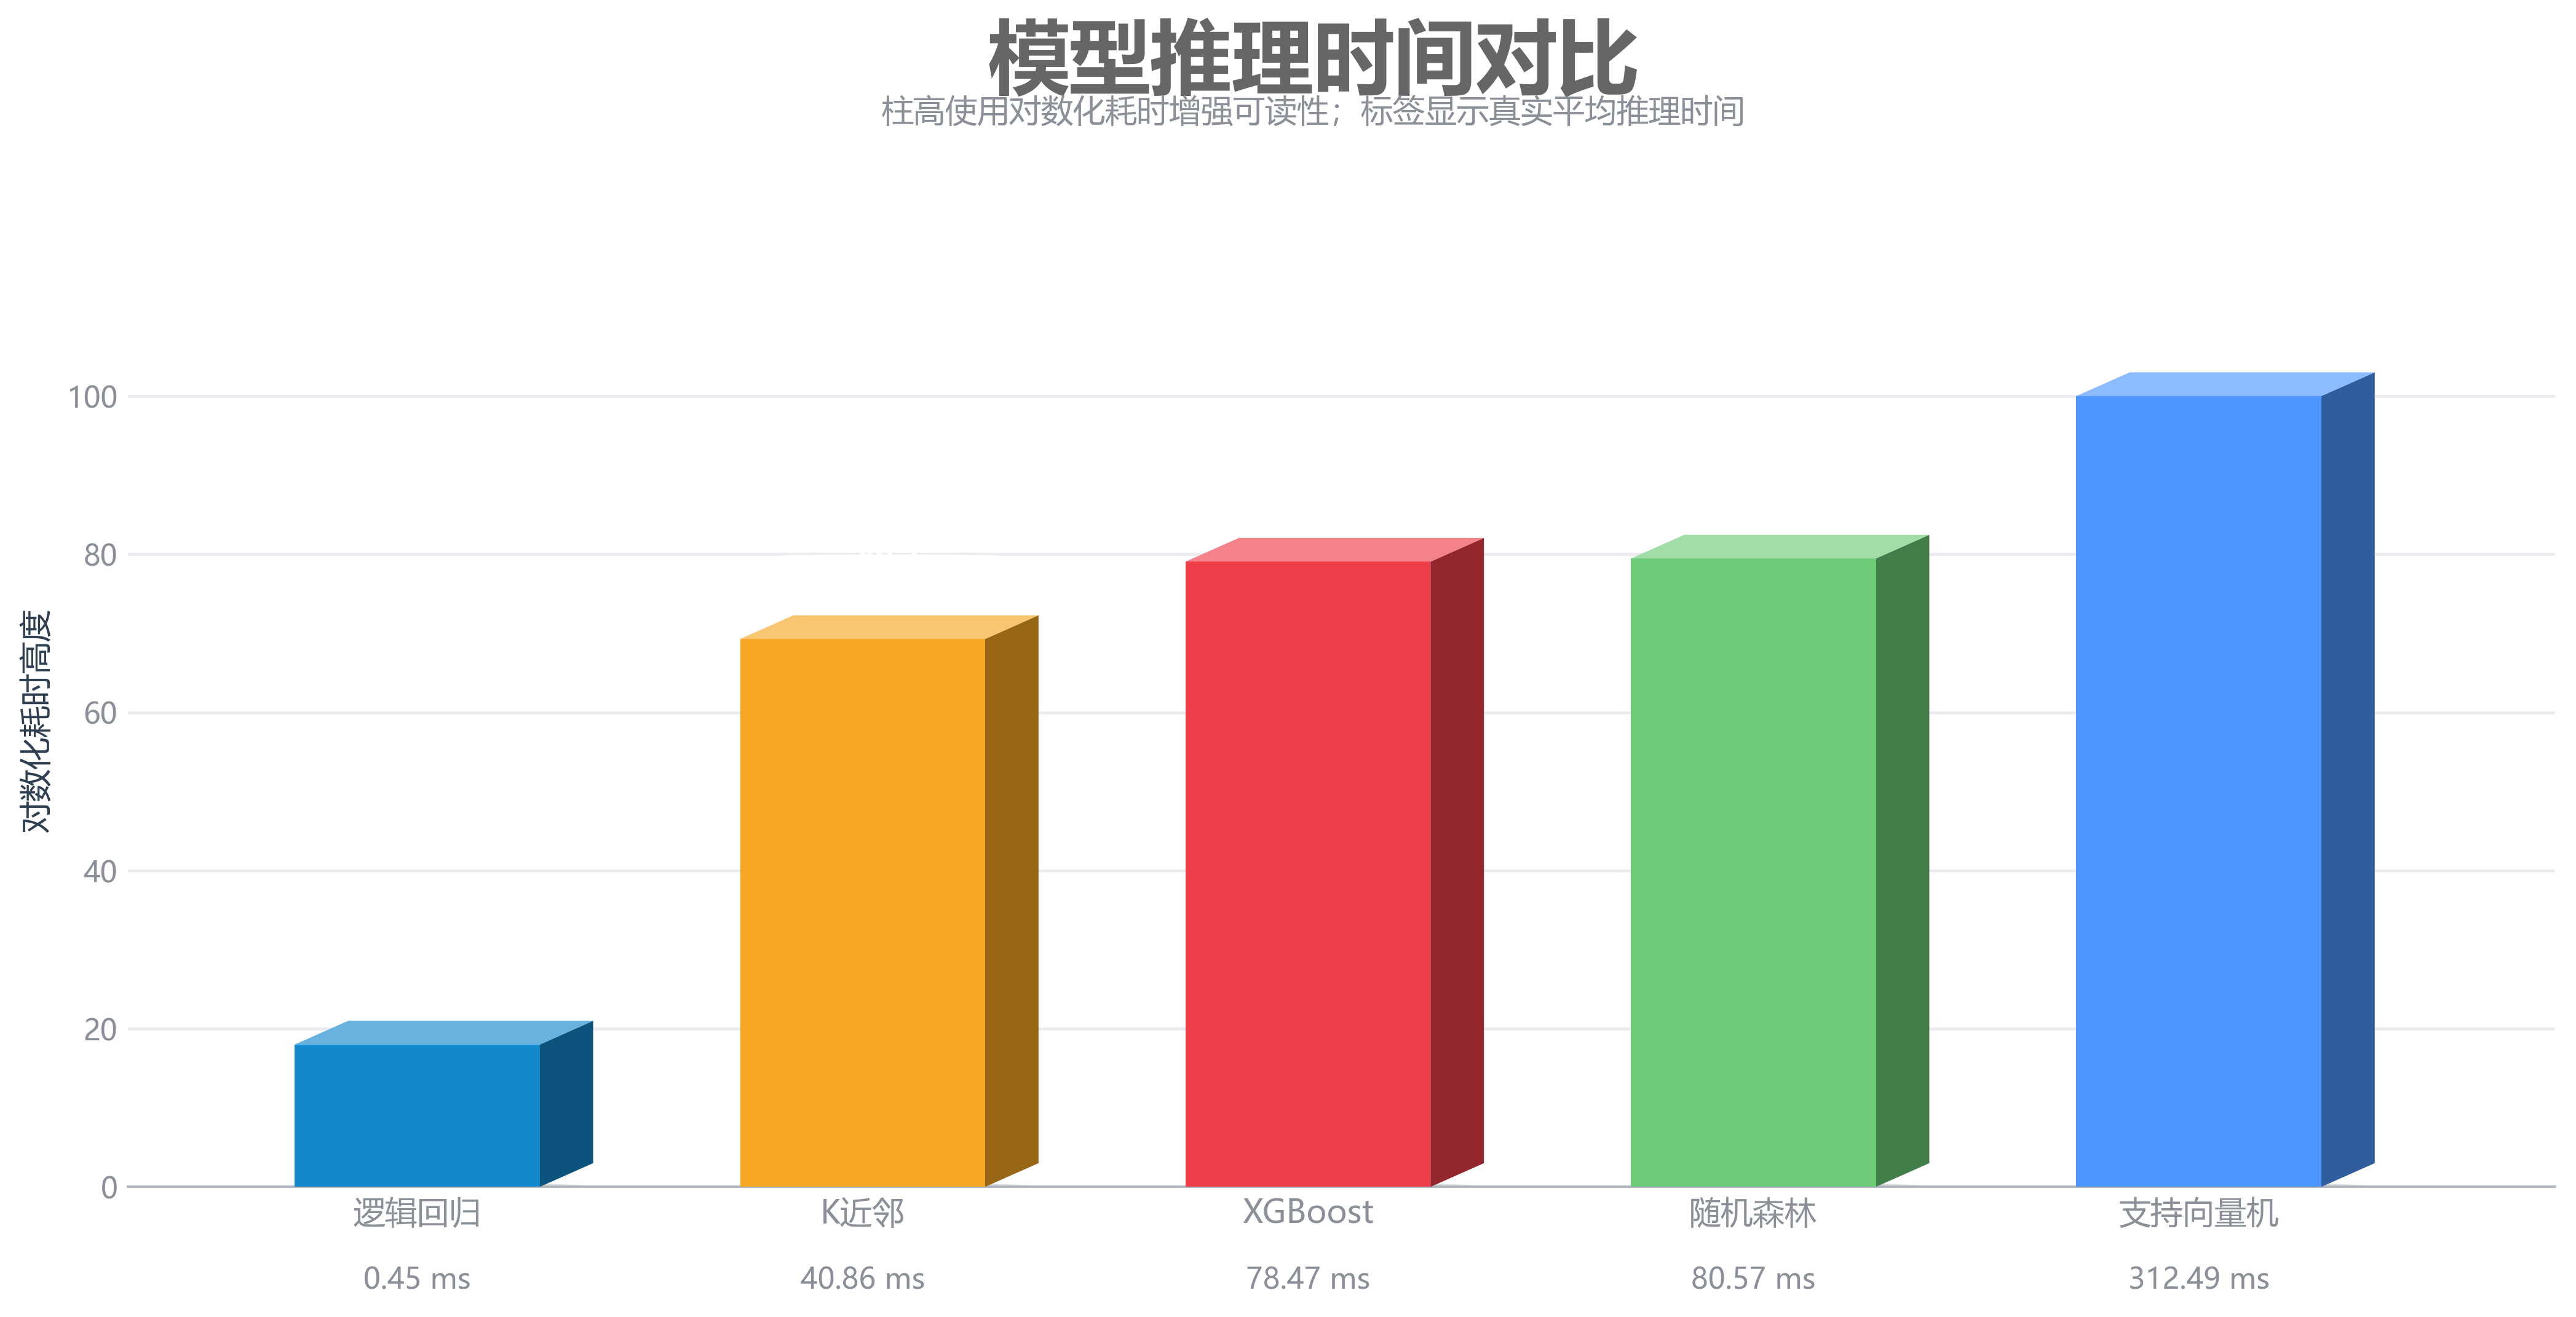 模型推理时间对比
柱高使用对数化耗时增强可读性；标签显示真实平均推理时间
对数化耗时高度
100
80
60
40
20
0
逻辑回归
K近邻
XGBoost
随机森林
支持向量机
0.45 ms
40.86 ms
78.47 ms
80.57 ms
312.49 ms